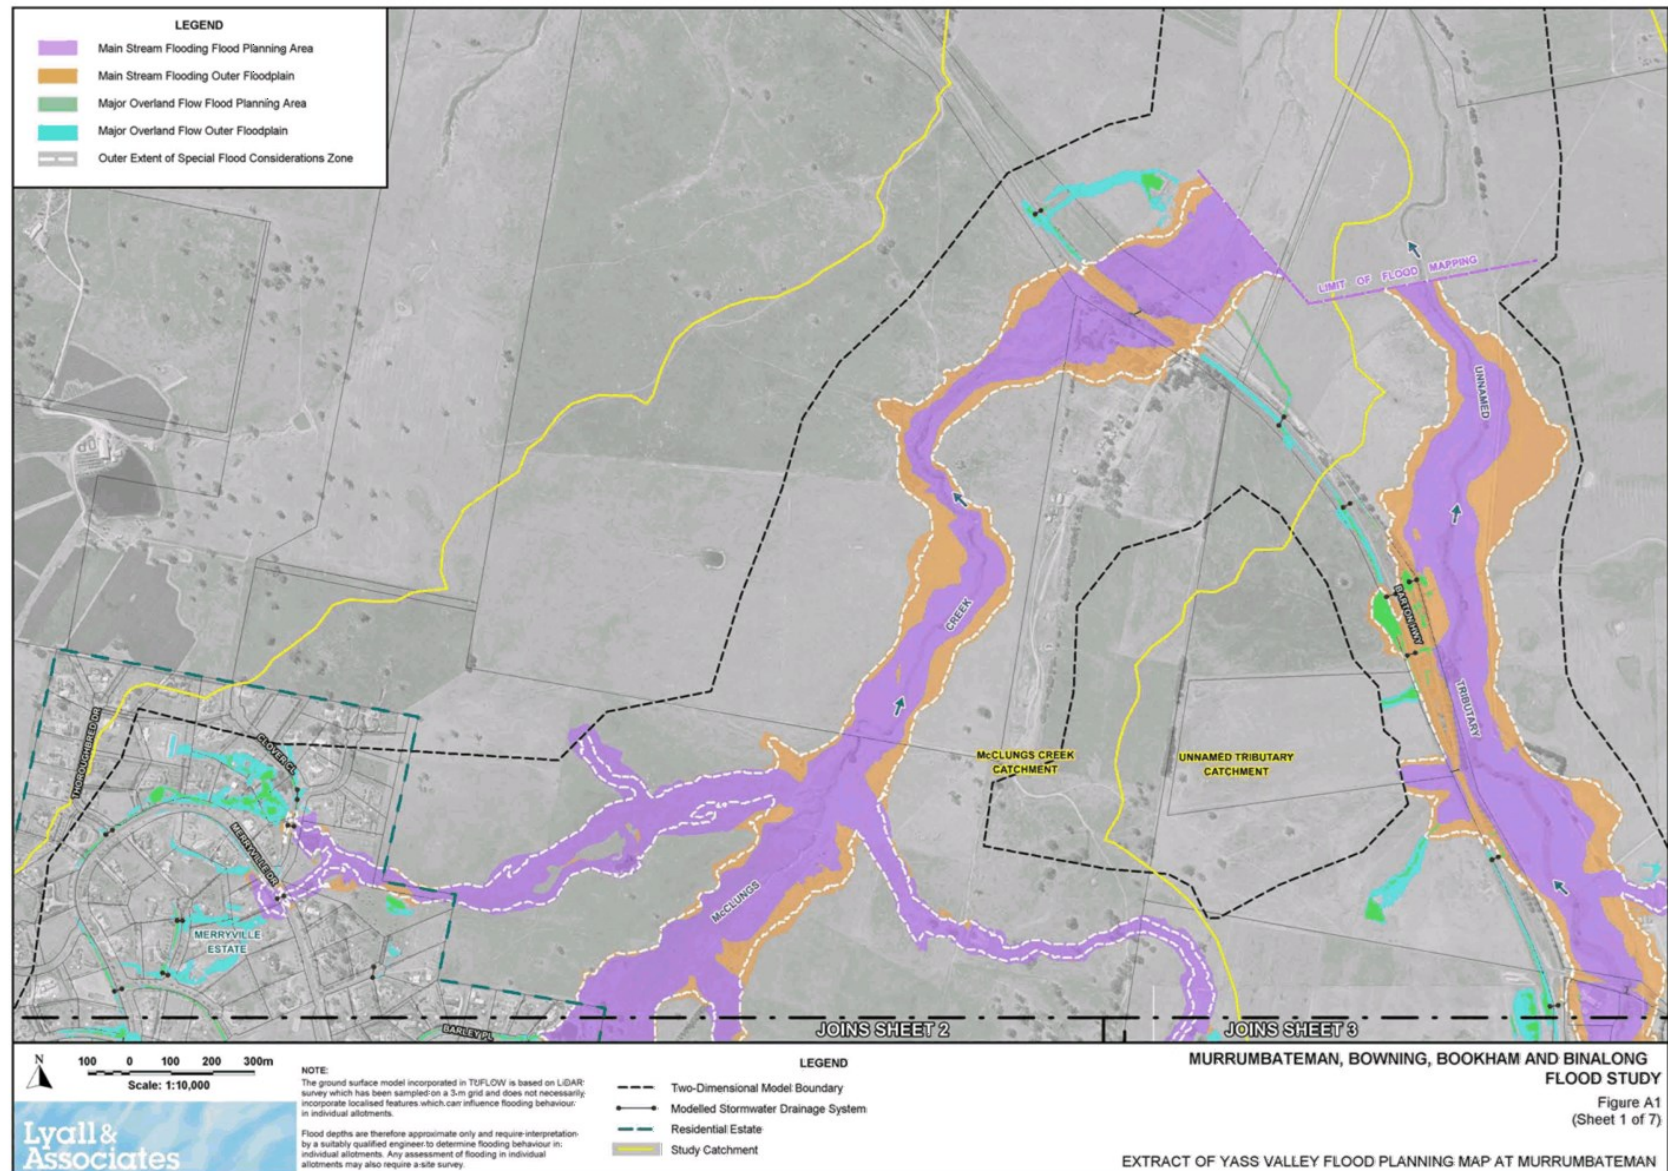 LEGEND
Main Stream Flooding Flood Planning Area
Main Stream Flooding Outer Floodplain
Major Overland Flow Flood Planning Area
Major Overland Flow Outer Floodplain
Outer Extent of Special Flood Considerations Zone
LIMIT OF FLOOD MAPPING
UNNAMED
BARTON HWY
CREEK
TRIBUTARY
THOROUGHBRED DR
CLOVER CL
McCLUNGS CREEK
CATCHMENT
UNNAMED TRIBUTARY
CATCHMENT
MERRYVILLE DR
McCLUNGS
MERRYVILLE
ESTATE
BARLEY PL
JOINS SHEET 2
JOINS SHEET 3
N
100 0 100 200 300m
Scale: 1:10,000
Lyall &
Associates
NOTE:
The ground surface model incorporated in TUFLOW is based on LiDAR
survey which has been sampled on a 3-m grid and does not necessarily
incorporate localised features which can influence flooding behaviour
in individual allotments.
Flood depths are therefore approximate only and require interpretation
by a suitably qualified engineer to determine flooding behaviour in
individual allotments. Any assessment of flooding in individual
allotments may also require a site survey.
LEGEND
Two-Dimensional Model Boundary
Modelled Stormwater Drainage System
Residential Estate
Study Catchment
MURRUMBATEMAN, BOWNING, BOOKHAM AND BINALONG
FLOOD STUDY
Figure A1
(Sheet 1 of 7)
EXTRACT OF YASS VALLEY FLOOD PLANNING MAP AT MURRUMBATEMAN